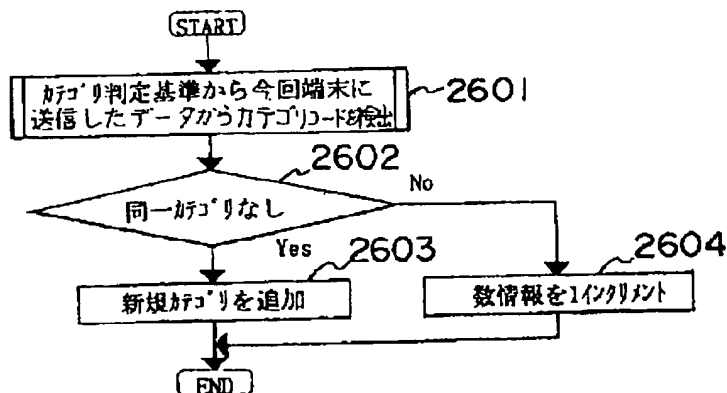 START
カテゴリ判定基準から今回端末に
送信したデータからカテゴリコードを検出
2601
2602
同一カテゴリなし
No
Yes
2603
2604
新規カテゴリを追加
数情報を1インクリメント
END